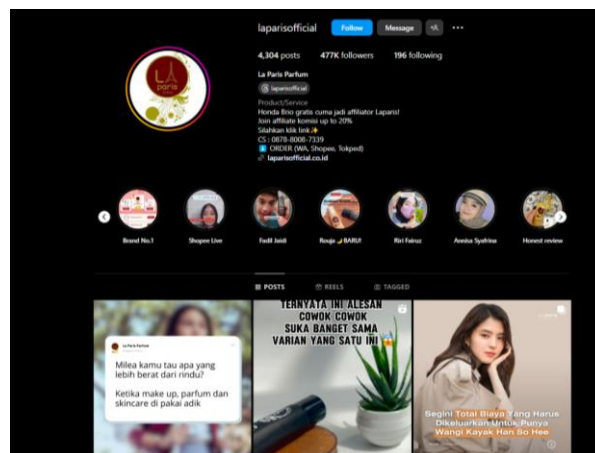 laparisofficial
Follow
Message
4,304 posts
477K followers
196 following
La Paris Parfum
laparisofficial
Product/Service
Honda Brio gratis cuma jadi affiliator Laparis!
Join affiliate komisi up to 20%
Silahkan klik link✨
CS : 0878-8008-7339
⬇️ ORDER (WA, Shopee, Tokped)
laparisofficial.co.id
LA
paris
Brand No.1
Shopee Live
Fadil Jaidi
Rouja 🌙 BARU!
Riri Fairuz
Annisa Syafrina
Honest review
POSTS
REELS
TAGGED
La Paris Parfum
Milea kamu tau apa yang
lebih berat dari rindu?
Ketika make up, parfum dan
skincare di pakai adik
TERNYATA INI ALESAN
COWOK COWOK
SUKA BANGET SAMA
VARIAN YANG SATU INI
Segini Total Biaya Yang Harus
Dikeluarkan Untuk Punya
Wangi Kayak Han So Hee